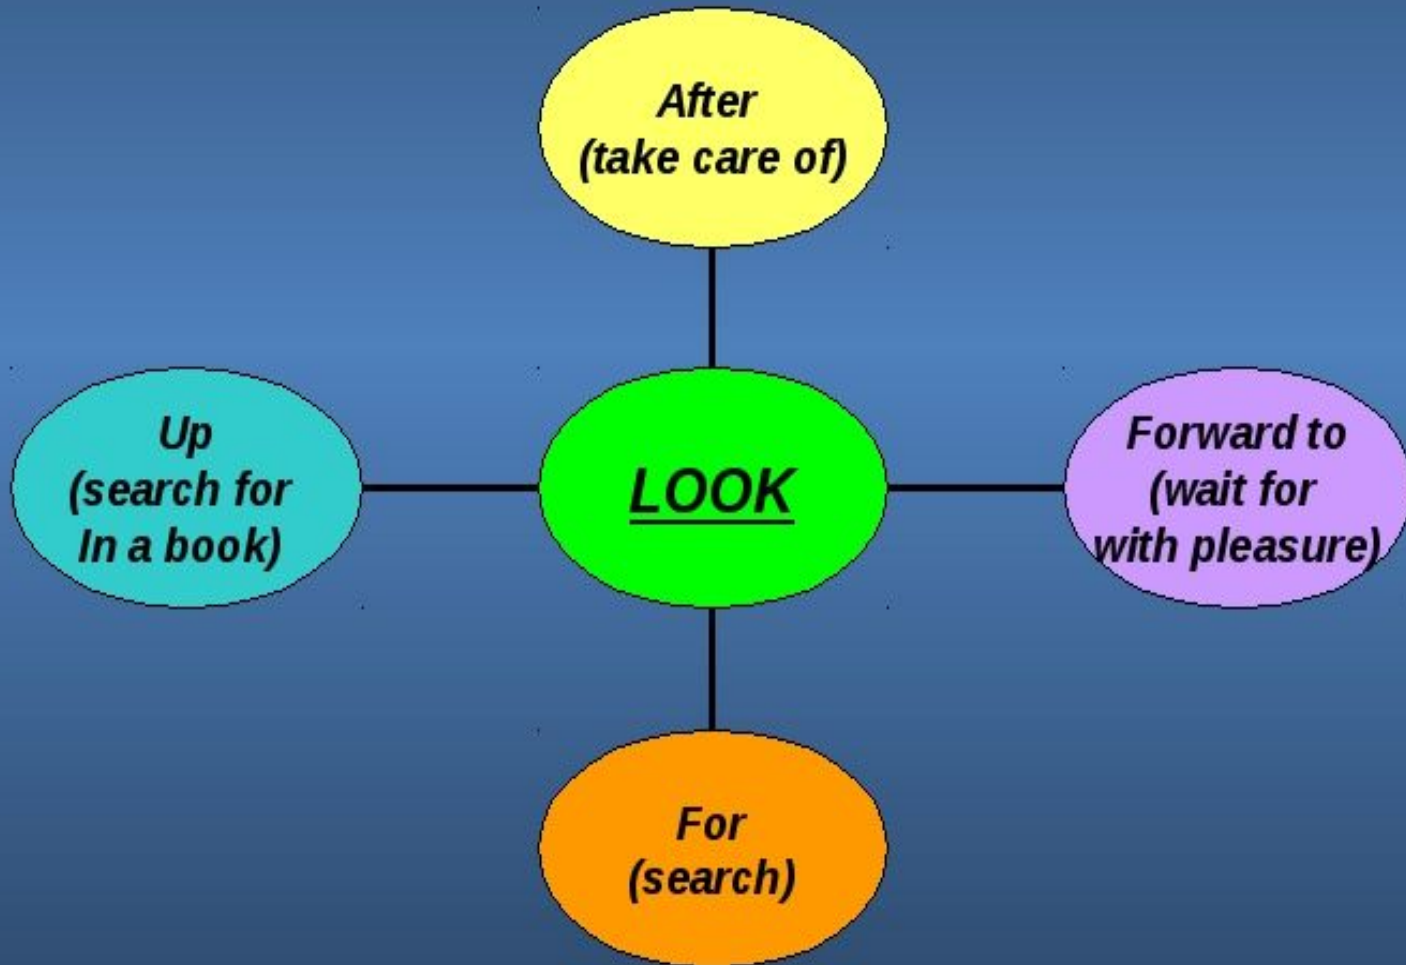 After
(take care of)
Up
(search for
In a book)
LOOK
Forward to
(wait for
with pleasure)
For
(search)